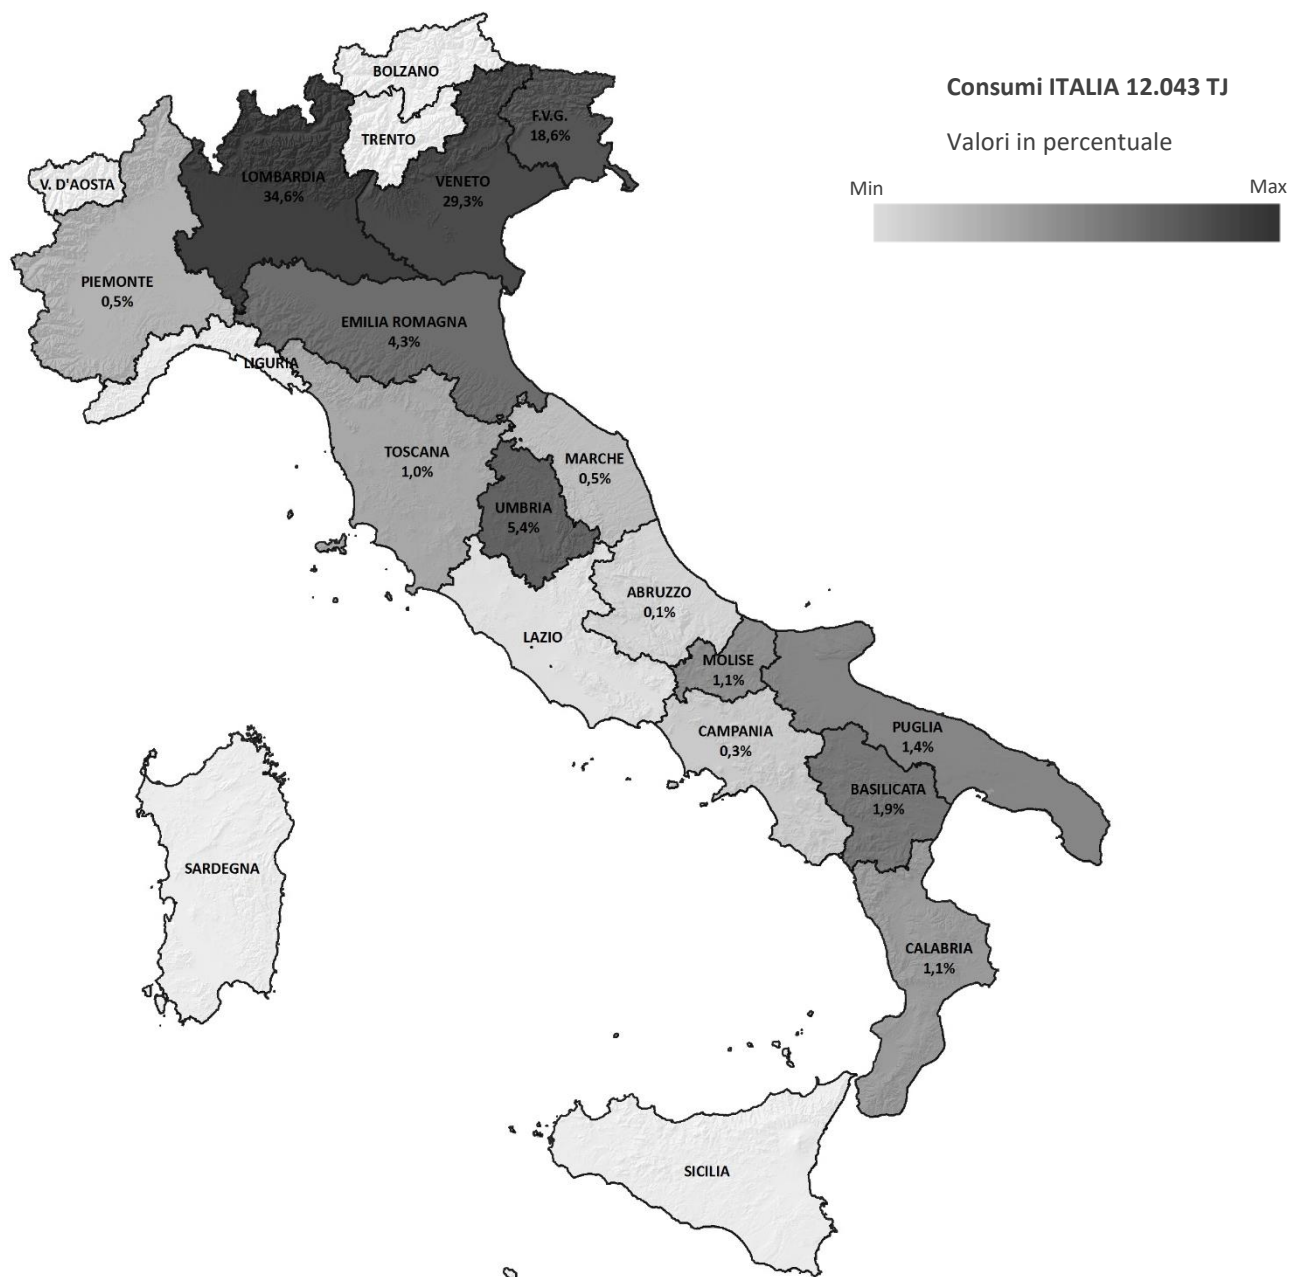 Consumi ITALIA 12.043 TJ
Valori in percentuale
Min
Max
BOLZANO
TRENTO
F.V.G.
18,6%
V. D'AOSTA
LOMBARDIA
34,6%
VENETO
29,3%
PIEMONTE
0,5%
EMILIA ROMAGNA
4,3%
LIGURIA
TOSCANA
1,0%
MARCHE
0,5%
UMBRIA
5,4%
ABRUZZO
0,1%
LAZIO
MOLISE
1,1%
CAMPANIA
0,3%
PUGLIA
1,4%
BASILICATA
1,9%
SARDEGNA
CALABRIA
1,1%
SICILIA